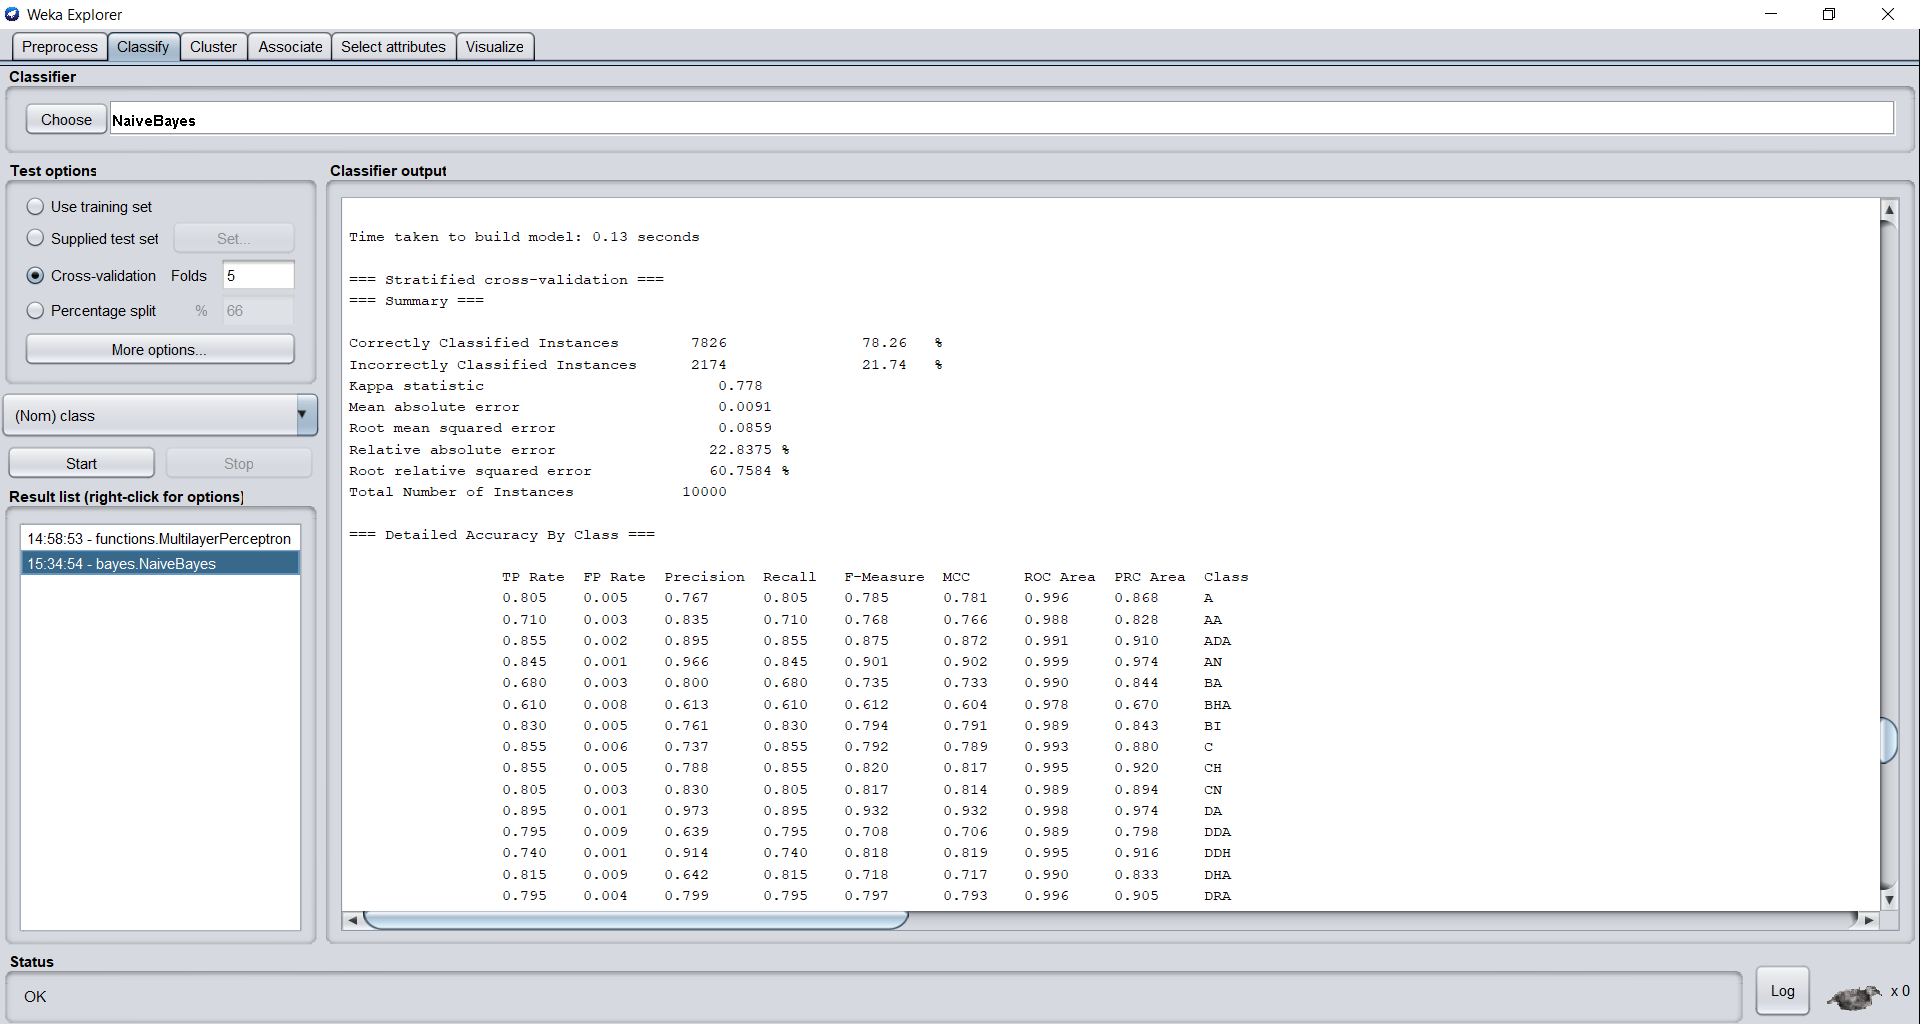 Weka Explorer
Preprocess Classify Cluster Associate Select attributes Visualize
Classifier
Choose NaiveBayes
Test options
Use training set
Supplied test set Set...
Cross-validation Folds 5
Percentage split % 66
More options...
(Nom) class
Start Stop
Result list (right-click for options)
14:58:53 - functions.MultilayerPerceptron
15:34:54 - bayes.NaiveBayes
Classifier output
Time taken to build model: 0.13 seconds
=== Stratified cross-validation ===
=== Summary ===
Correctly Classified Instances 7826 78.26 %
Incorrectly Classified Instances 2174 21.74 %
Kappa statistic 0.778
Mean absolute error 0.0091
Root mean squared error 0.0859
Relative absolute error 22.8375 %
Root relative squared error 60.7584 %
Total Number of Instances 10000
=== Detailed Accuracy By Class ===
TP Rate FP Rate Precision Recall F-Measure MCC ROC Area PRC Area Class
0.805 0.005 0.767 0.805 0.785 0.781 0.996 0.868 A
0.710 0.003 0.835 0.710 0.768 0.766 0.988 0.828 AA
0.855 0.002 0.895 0.855 0.875 0.872 0.991 0.910 ADA
0.845 0.001 0.966 0.845 0.901 0.902 0.999 0.974 AN
0.680 0.003 0.800 0.680 0.735 0.733 0.990 0.844 BA
0.610 0.008 0.613 0.610 0.612 0.604 0.978 0.670 BHA
0.830 0.005 0.761 0.830 0.794 0.791 0.989 0.843 BI
0.855 0.006 0.737 0.855 0.792 0.789 0.993 0.880 C
0.855 0.005 0.788 0.855 0.820 0.817 0.995 0.920 CH
0.805 0.003 0.830 0.805 0.817 0.814 0.989 0.894 CN
0.895 0.001 0.973 0.895 0.932 0.932 0.998 0.974 DA
0.795 0.009 0.639 0.795 0.708 0.706 0.989 0.798 DDA
0.740 0.001 0.914 0.740 0.818 0.819 0.995 0.916 DDH
0.815 0.009 0.642 0.815 0.718 0.717 0.990 0.833 DHA
0.795 0.004 0.799 0.795 0.797 0.793 0.996 0.905 DRA
Status
OK
Log x 0